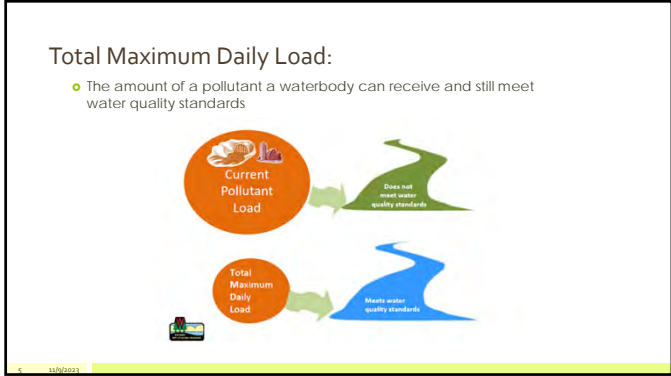 Total Maximum Daily Load:
The amount of a pollutant a waterbody can receive and still meet
water quality standards
Current
Pollutant
Load
Does not
meet water
quality standards
Total
Maximum
Daily
Load
Meets water
quality standards
5 11/9/2023